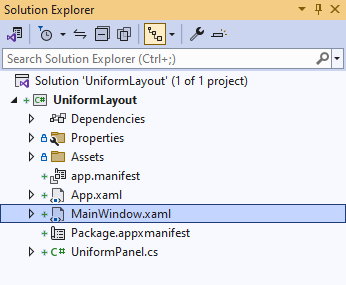 Solution Explorer
Search Solution Explorer (Ctrl+;)
Solution 'UniformLayout' (1 of 1 project)
C# UniformLayout
Dependencies
Properties
Assets
app.manifest
App.xaml
MainWindow.xaml
Package.appxmanifest
C# UniformPanel.cs